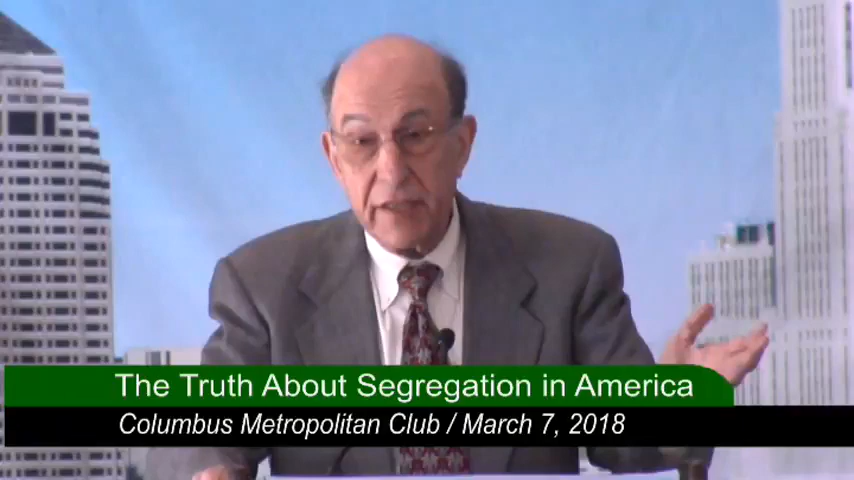 The Truth About Segregation in America
Columbus Metropolitan Club / March 7, 2018